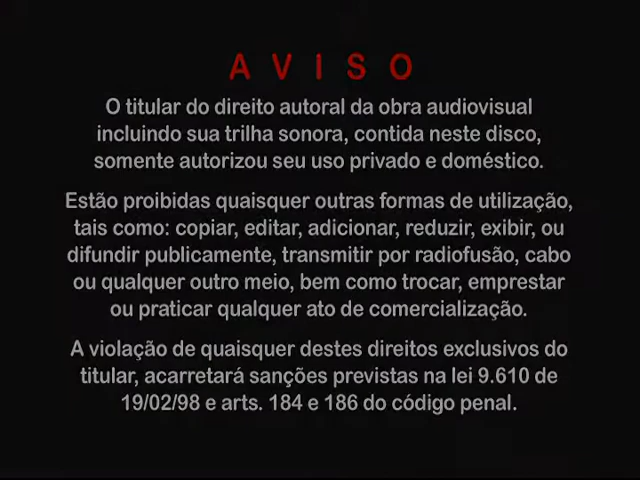 AVISO
O titular do direito autoral da obra audiovisual
incluindo sua trilha sonora, contida neste disco,
somente autorizou seu uso privado e doméstico.
Estão proibidas quaisquer outras formas de utilização,
tais como: copiar, editar, adicionar, reduzir, exibir, ou
difundir publicamente, transmitir por radiofusão, cabo
ou qualquer outro meio, bem como trocar, emprestar
ou praticar qualquer ato de comercialização.
A violação de quaisquer destes direitos exclusivos do
titular, acarretará sanções previstas na lei 9.610 de
19/02/98 e arts. 184 e 186 do código penal.